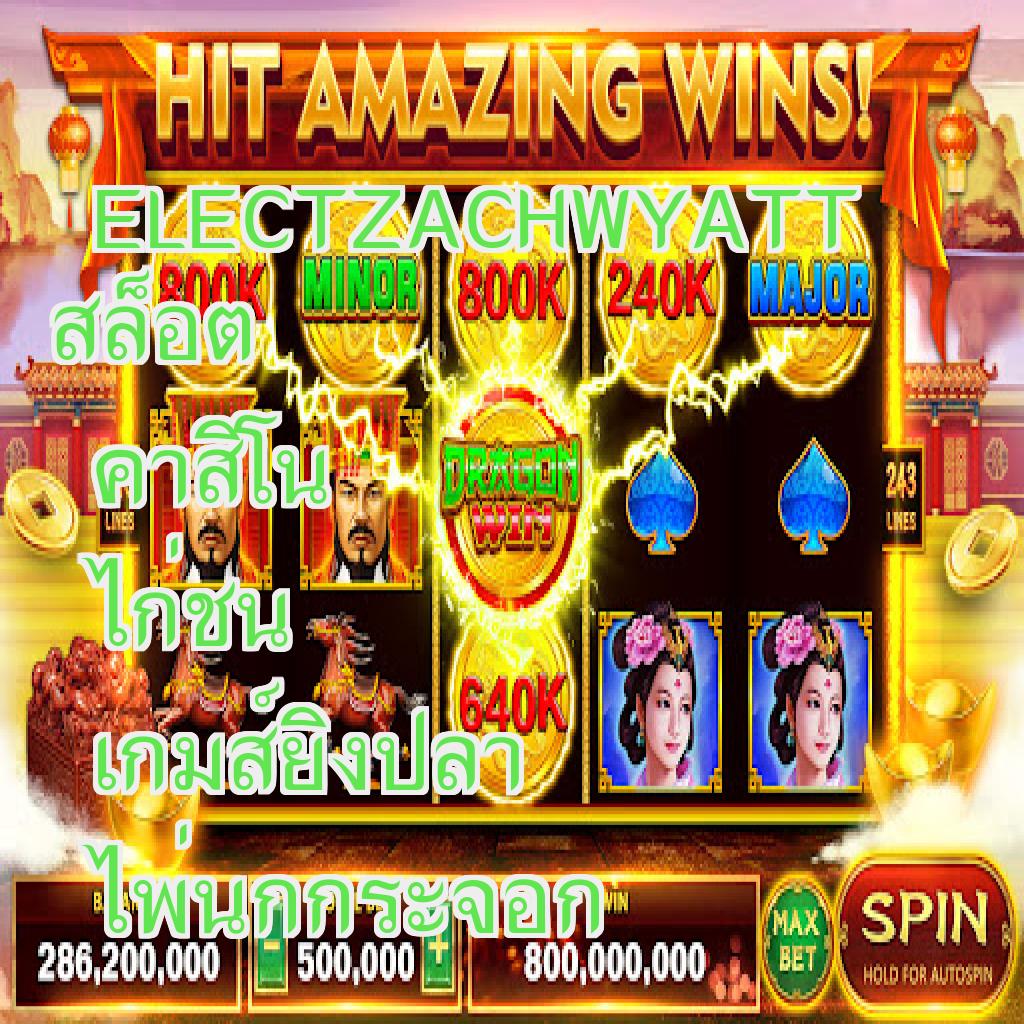 HIT AMAZING WINS!
ELECTZACHWYATT
800K MINOR 800K 240K MAJOR
สล็อต
คาสิโน
DRAGON
WIN
243
LINES LINES
ไก่ชน
640K
เกมส์ยิงปลา
ไพ่นกกระจอก
WIN
286,200,000 - 500,000 + 800,000,000
MAX
BET
SPIN
HOLD FOR AUTOSPIN